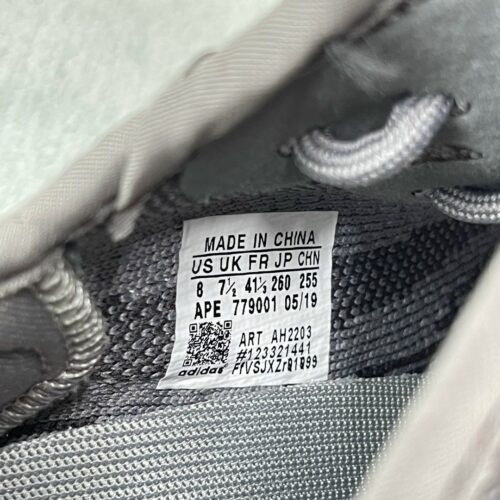 MADE IN CHINA
US UK FR JP CHN
8 7½ 41⅓ 260 255
APE 779001 05/19
ART AH2203
#123321441
adidas